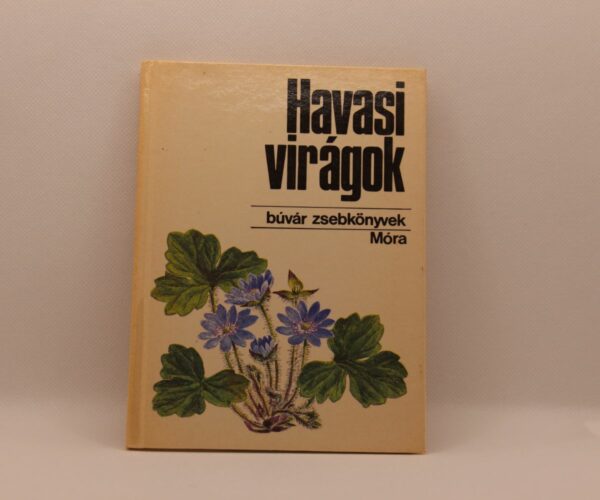 Havasi
virágok
búvár zsebkönyvek
Móra